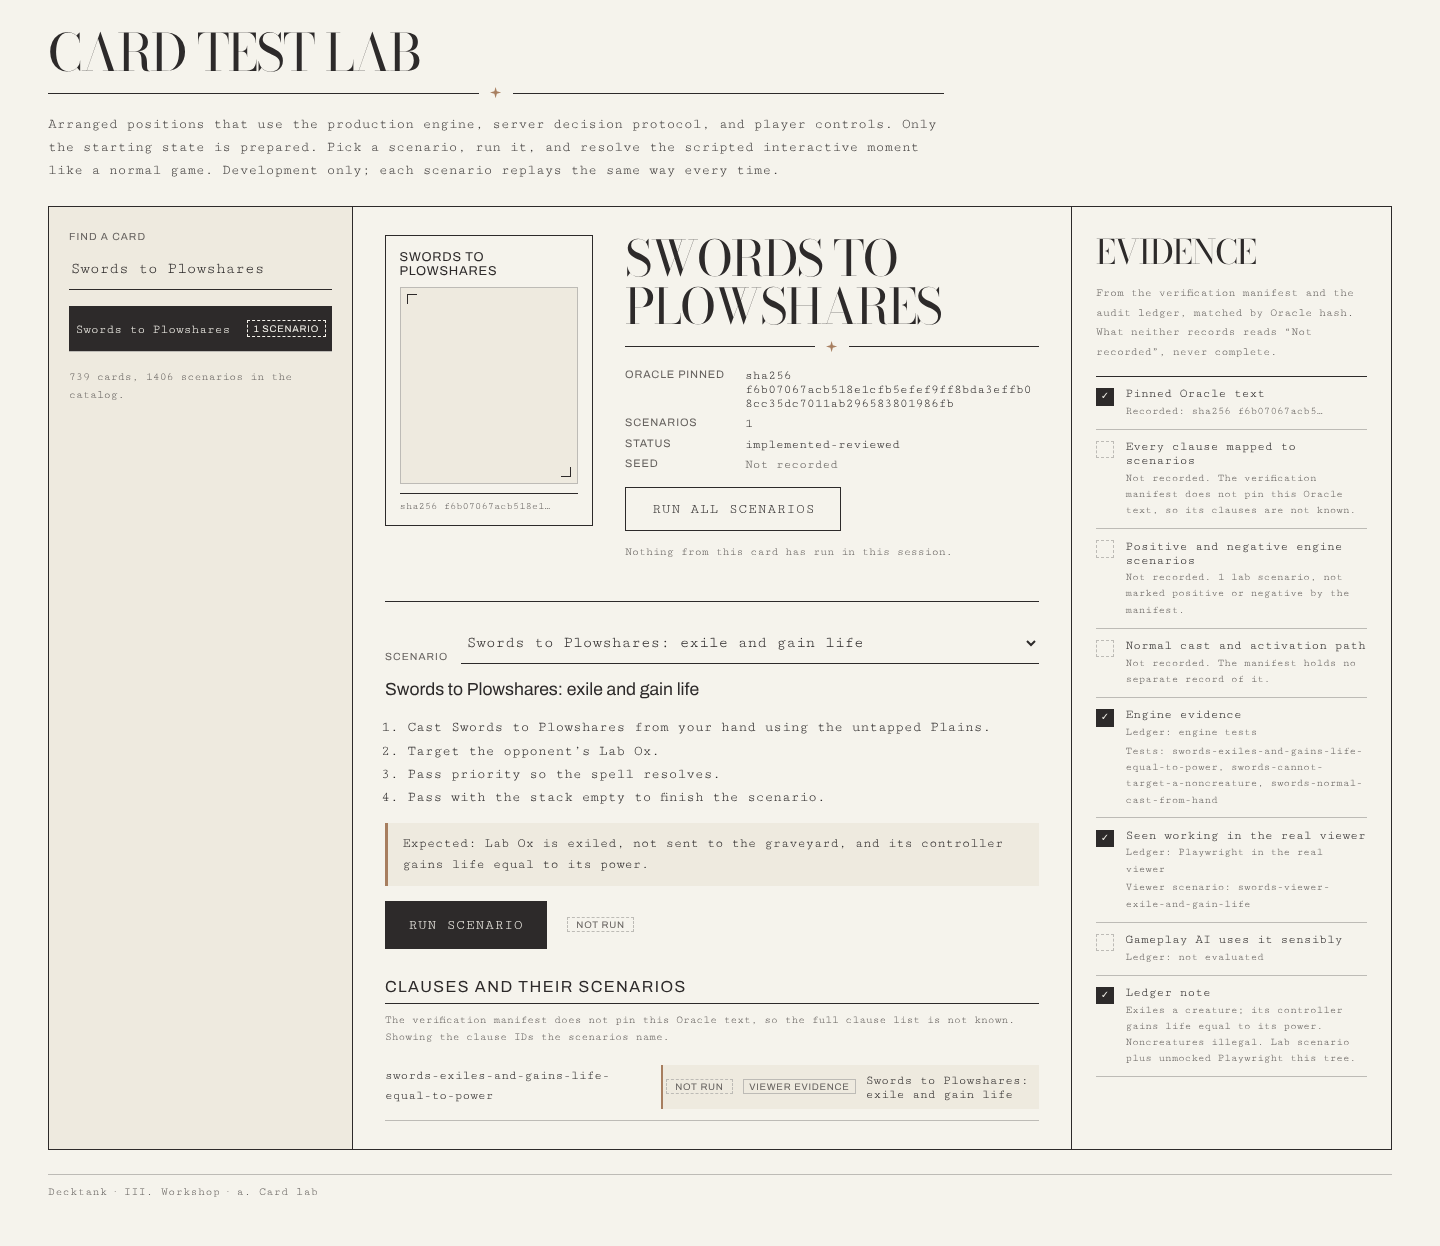 CARD TEST LAB
Arranged positions that use the production engine, server decision protocol, and player controls. Only
the starting state is prepared. Pick a scenario, run it, and resolve the scripted interactive moment
like a normal game. Development only; each scenario replays the same way every time.
FIND A CARD
Swords to Plowshares
Swords to Plowshares 1 SCENARIO
739 cards, 1406 scenarios in the
catalog.
SWORDS TO
PLOWSHARES
sha256 f6b07067acb518e1…
SWORDS TO
PLOWSHARES
ORACLE PINNED sha256
f6b07067acb518e1cfb5efef9ff8bda3effb0
8cc35dc7011ab296583801986fb
SCENARIOS 1
STATUS implemented-reviewed
SEED Not recorded
RUN ALL SCENARIOS
Nothing from this card has run in this session.
SCENARIO Swords to Plowshares: exile and gain life
Swords to Plowshares: exile and gain life
1. Cast Swords to Plowshares from your hand using the untapped Plains.
2. Target the opponent’s Lab Ox.
3. Pass priority so the spell resolves.
4. Pass with the stack empty to finish the scenario.
Expected: Lab Ox is exiled, not sent to the graveyard, and its controller
gains life equal to its power.
RUN SCENARIO NOT RUN
CLAUSES AND THEIR SCENARIOS
The verification manifest does not pin this Oracle text, so the full clause list is not known.
Showing the clause IDs the scenarios name.
swords-exiles-and-gains-life-
equal-to-power
NOT RUN VIEWER EVIDENCE Swords to Plowshares:
exile and gain life
EVIDENCE
From the verification manifest and the
audit ledger, matched by Oracle hash.
What neither records reads “Not
recorded”, never complete.
✓ Pinned Oracle text
Recorded: sha256 f6b07067acb5…
Every clause mapped to
scenarios
Not recorded. The verification
manifest does not pin this Oracle
text, so its clauses are not known.
Positive and negative engine
scenarios
Not recorded. 1 lab scenario, not
marked positive or negative by the
manifest.
Normal cast and activation path
Not recorded. The manifest holds no
separate record of it.
✓ Engine evidence
Ledger: engine tests
Tests: swords-exiles-and-gains-life-
equal-to-power, swords-cannot-
target-a-noncreature, swords-normal-
cast-from-hand
✓ Seen working in the real viewer
Ledger: Playwright in the real
viewer
Viewer scenario: swords-viewer-
exile-and-gain-life
Gameplay AI uses it sensibly
Ledger: not evaluated
✓ Ledger note
Exiles a creature; its controller
gains life equal to its power.
Noncreatures illegal. Lab scenario
plus unmocked Playwright this tree.
Decktank · III. Workshop · a. Card lab